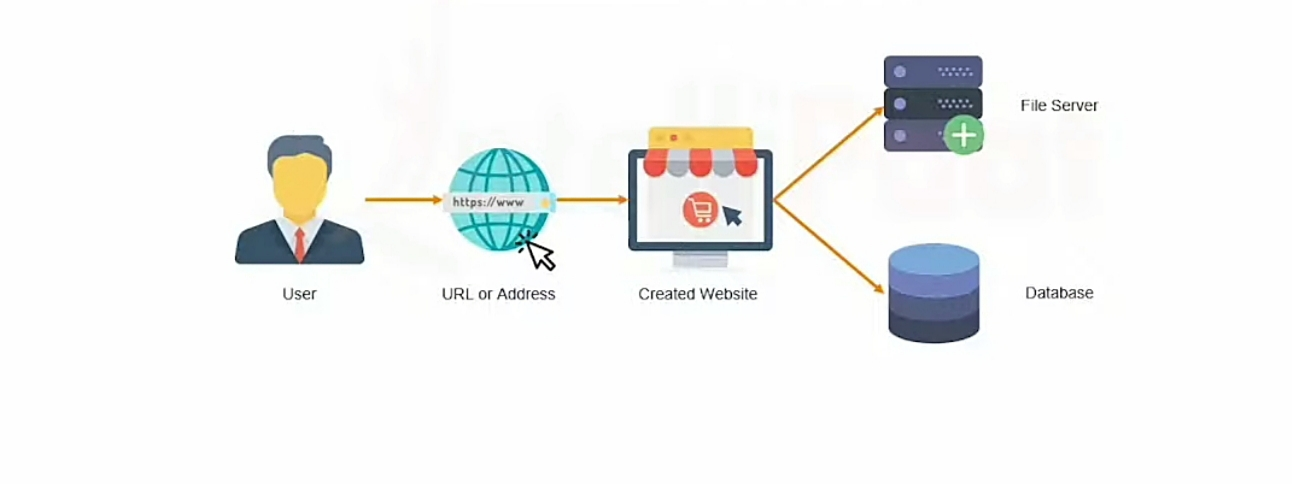 https://www
User
URL or Address
Created Website
File Server
Database